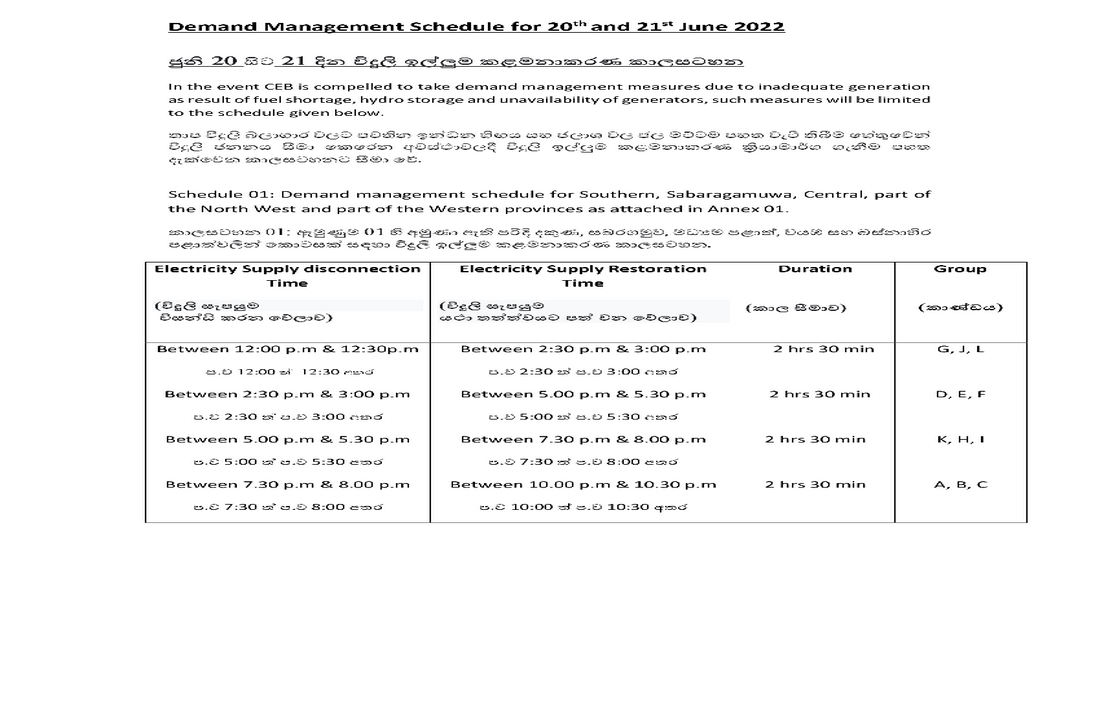 Demand Management Schedule for 20th and 21st June 2022
ජුනි 20 සිට 21 දින විදුලි ඉල්ලුම කළමනාකරණ කාලසටහන
In the event CEB is compelled to take demand management measures due to inadequate generation
as result of fuel shortage, hydro storage and unavailability of generators, such measures will be limited
to the schedule given below.
තාප විදුලි බලාගාර වලට පවතින ඉන්ධන හිඟය සහ ජලාශ වල ජල මට්ටම පහත වැටී තිබීම හේතුවෙන්
විදුලි ජනනය සීමා කෙරෙන අවස්ථාවලදී විදුලි ඉල්ලුම කළමනාකරණ ක්‍රියාමාර්ග ගැනීම පහත
දැක්වෙන කාලසටහනට සීමා වේ.
Schedule 01: Demand management schedule for Southern, Sabaragamuwa, Central, part of
the North West and part of the Western provinces as attached in Annex 01.
කාලසටහන 01: ඇමුණුම 01 හි අමුණා ඇති පරිදි දකුණ, සබරගමුව, මධ්‍යම පළාත්, වයඹ සහ බස්නාහිර
පළාත්වලින් කොටසක් සඳහා විදුලි ඉල්ලුම කළමනාකරණ කාලසටහන.
Electricity Supply disconnection Time
(විදුලි සැපයුම
විසන්ධි කරන වේලාව)
Electricity Supply Restoration Time
(විදුලි සැපයුම
යථා තත්ත්වයට පත් වන වේලාව)
Duration
(කාල සීමාව)
Group
(කාණ්ඩය)
Between 12:00 p.m & 12:30p.m Between 2:30 p.m & 3:00 p.m 2 hrs 30 min G, J, L
ප.ව 12:00 ත් 12:30 අතර ප.ව 2:30 ත් ප.ව 3:00 අතර
Between 2:30 p.m & 3:00 p.m Between 5.00 p.m & 5.30 p.m 2 hrs 30 min D, E, F
ප.ව 2:30 ත් ප.ව 3:00 අතර ප.ව 5:00 ත් ප.ව 5:30 අතර
Between 5.00 p.m & 5.30 p.m Between 7.30 p.m & 8.00 p.m 2 hrs 30 min K, H, I
ප.ව 5:00 ත් ප.ව 5:30 අතර ප.ව 7:30 ත් ප.ව 8:00 අතර
Between 7.30 p.m & 8.00 p.m Between 10.00 p.m & 10.30 p.m 2 hrs 30 min A, B, C
ප.ව 7:30 ත් ප.ව 8:00 අතර ප.ව 10:00 ත් ප.ව 10:30 අතර